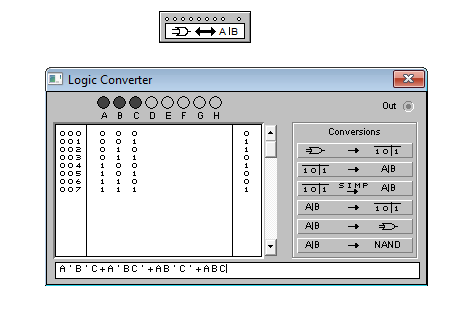 A|B
Logic Converter
Out
A B C D E F G H
Conversions
000 0 0 0 0
001 0 0 1 1
002 0 1 0 1
003 0 1 1 0
004 1 0 0 1
005 1 0 1 0
006 1 1 0 0
007 1 1 1 1
→ 1 0 1
1 0 1 → A|B
1 0 1 SIMP → A|B
A|B → 1 0 1
A|B →
A|B → NAND
A'B'C+A'BC'+AB'C'+ABC